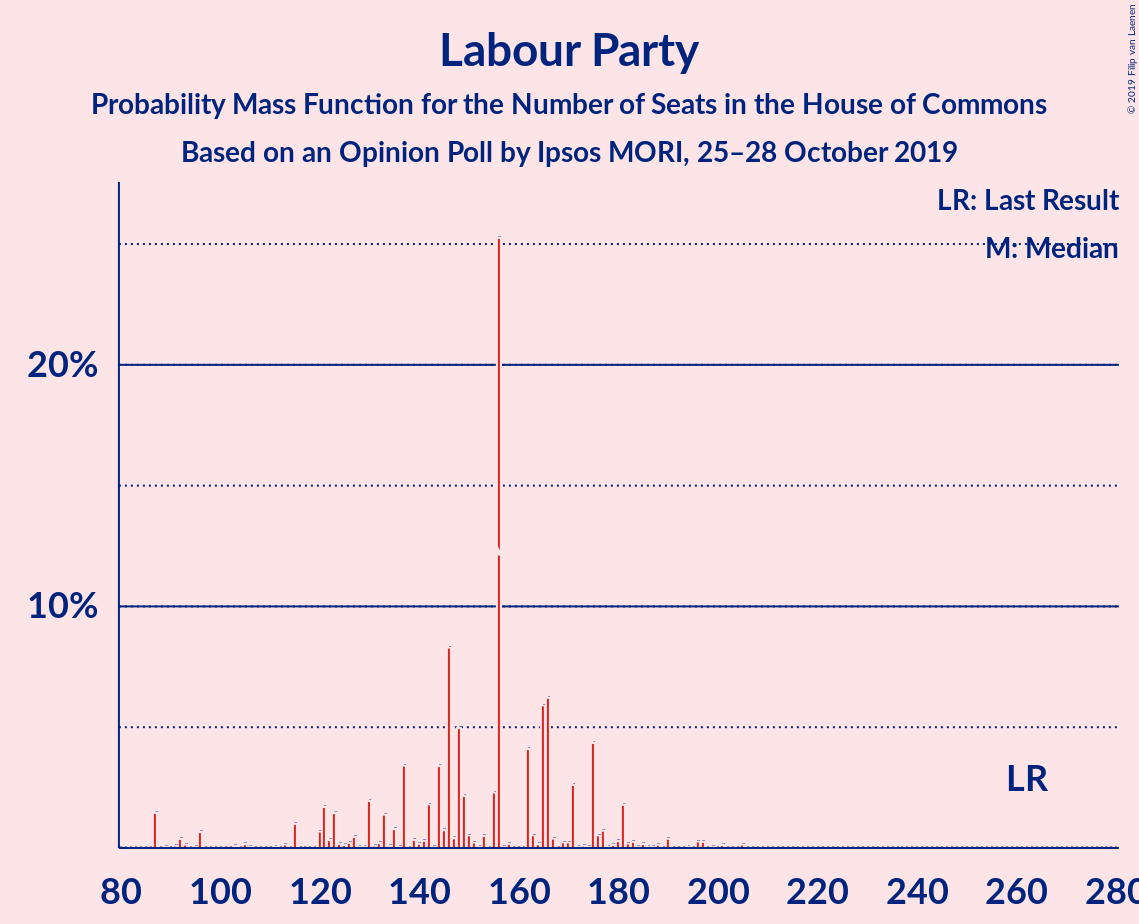 Labour Party
Probability Mass Function for the Number of Seats in the House of Commons
Based on an Opinion Poll by Ipsos MORI, 25–28 October 2019
© 2019 Filip van Laenen
LR: Last Result
M: Median
20%
10%
LR
80 100 120 140 160 180 200 220 240 260 280